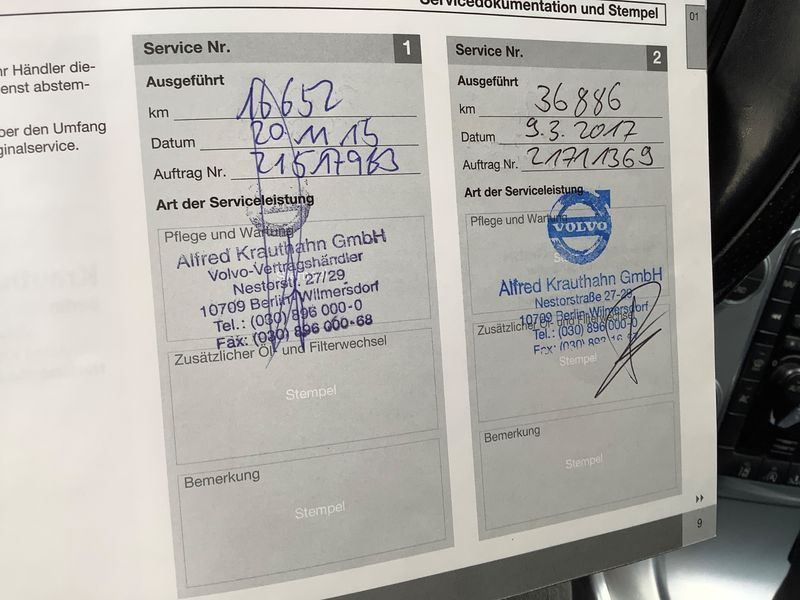 Servicedokumentation und Stempel
01
hr Händler die-
enst abstem-
ber den Umfang
ginalservice.
Service Nr. 1
Ausgeführt
km 16652
Datum 20 11 15
Auftrag Nr. 21517963
Art der Serviceleistung
Pflege und Wartung
Alfred Krauthahn GmbH
Volvo-Vertragshändler
Nestorstr. 27/29
10709 Berlin-Wilmersdorf
Tel.: (030) 896 000-0
Fax: (030) 896 000-68
Zusätzlicher Öl- und Filterwechsel
Stempel
Bemerkung
Stempel
Service Nr. 2
Ausgeführt
km 36886
Datum 9.3.2017
Auftrag Nr. 21711369
Art der Serviceleistung
Pflege und Wartung
VOLVO
Alfred Krauthahn GmbH
Nestorstraße 27-29
10709 Berlin-Wilmersdorf
Tel.: (030) 896 000-0
Fax: (030)
Zusätzlicher Öl- und Filterwechsel
Stempel
Bemerkung
Stempel
9